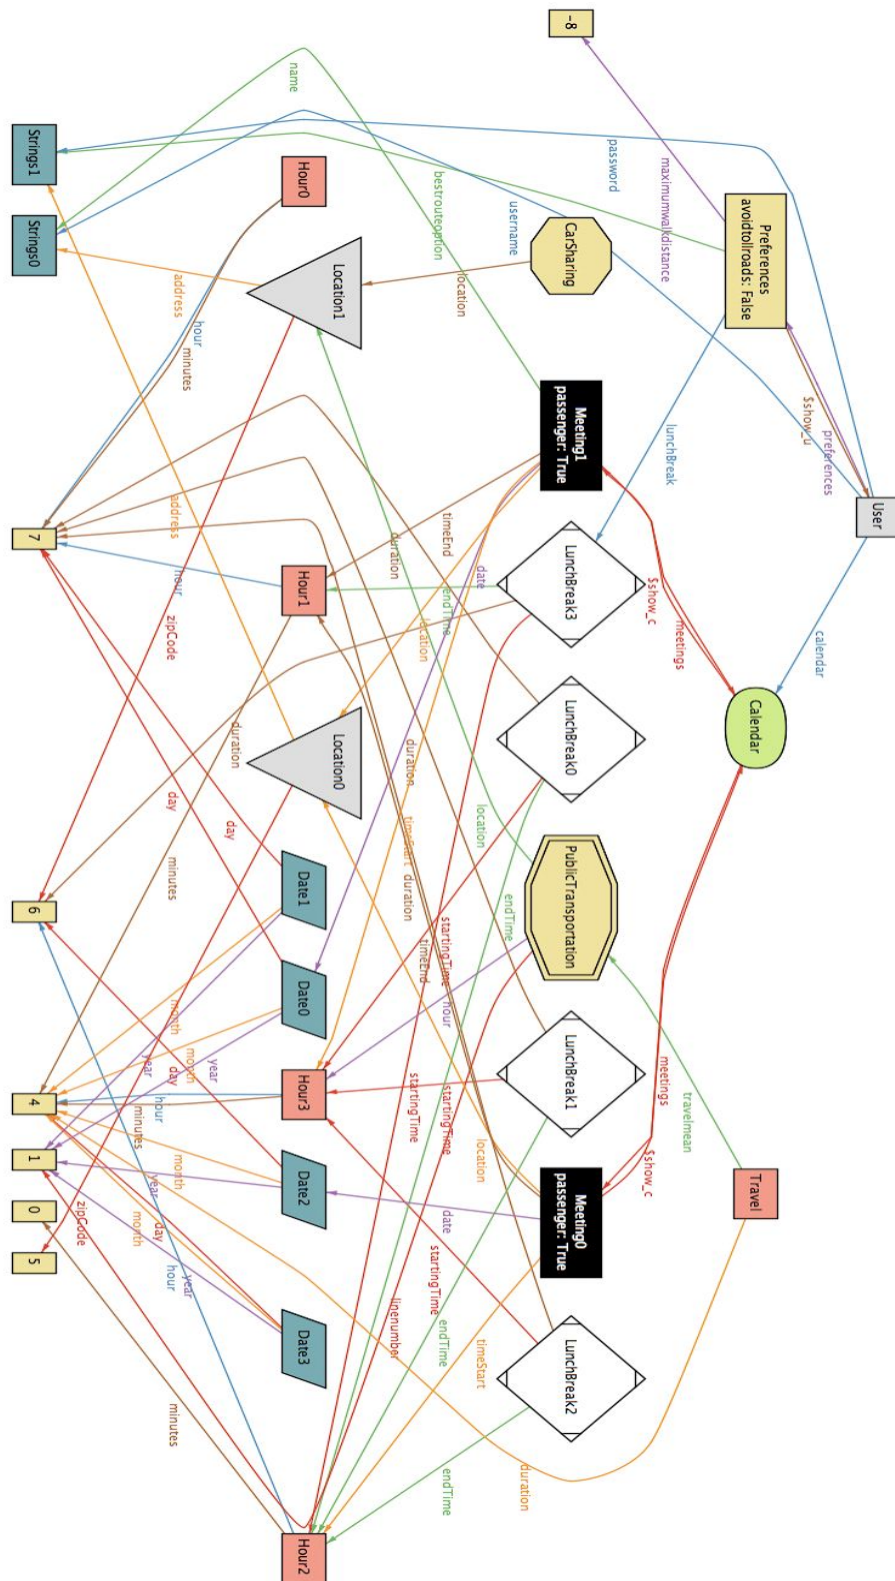 User
preferences
calendar
$show_u
Preferences
avoidtollroads: False
Calendar
Travel
travelmean
lunchBreak
meetings
meetings
maximumwalkdistance
$show_c
$show_c
password
-8
CarSharing
Meeting1
passenger: True
LunchBreak3
LunchBreak0
PublicTransportation
LunchBreak1
Meeting0
passenger: True
LunchBreak2
username
duration
endTime
date
location
timeStart
location
location
bestrouteoption
timeEnd
endTime
startingTime
hour
startingTime
date
startingTime
endTime
endTime
duration
location
duration
timeStart
duration
timeEnd
startingTime
linenumber
name
Hour0
Location1
Hour1
Location0
Date1
Date0
Hour3
Date2
Date3
Hour2
address
hour
minutes
address
hour
zipCode
duration
day
day
minutes
month
month
year
year
day
hour
minutes
month
year
day
month
zipCode
year
hour
minutes
Strings1
Strings0
7
6
4
1
0
5